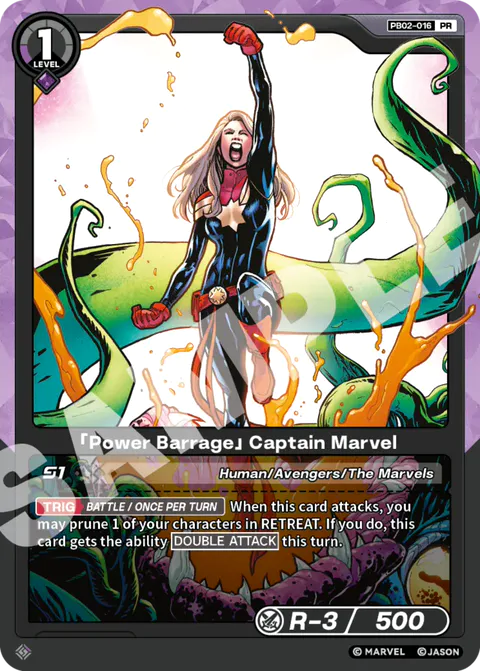 PB02-016 PR
1
LEVEL
SAMPLE
「Power Barrage」 Captain Marvel
S1
Human/Avengers/The Marvels
TRIG BATTLE / ONCE PER TURN When this card attacks, you
may prune 1 of your characters in RETREAT. If you do, this
card gets the ability DOUBLE ATTACK this turn.
R-3/ 500
© MARVEL © JASON